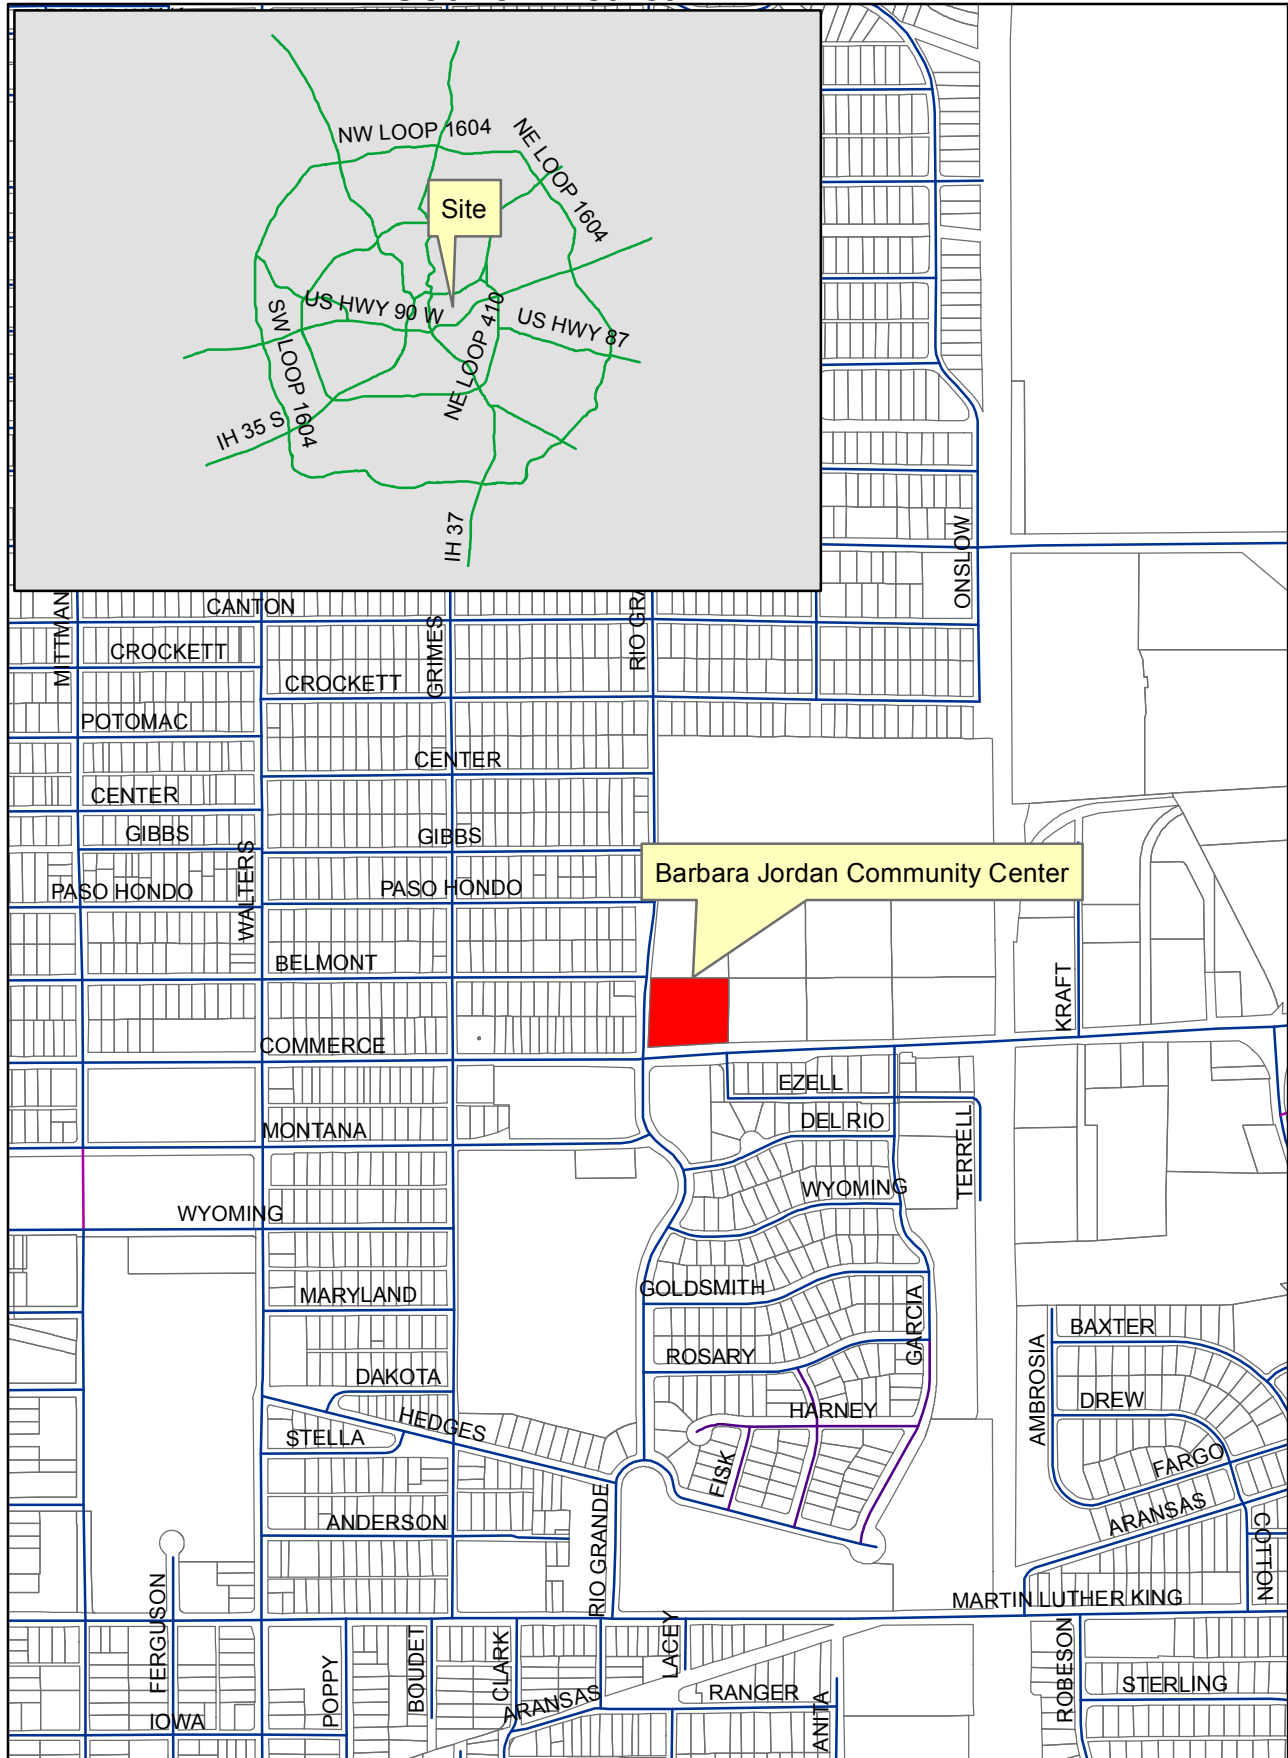 NW LOOP 1604
NE LOOP 1604
Site
US HWY 90 W
SW LOOP 1604
NE LOOP 410
US HWY 87
IH 35 S
IH 37
ONSLOW
MITTMAN
CANTON
GRIMES
RIO GRA
CROCKETT
CROCKETT
POTOMAC
CENTER
CENTER
GIBBS
GIBBS
WALTERS
PASO HONDO
PASO HONDO
Barbara Jordan Community Center
BELMONT
KRAFT
COMMERCE
EZELL
DEL RIO
TERRELL
MONTANA
WYOMING
WYOMING
GOLDSMITH
MARYLAND
GARCIA
ROSARY
BAXTER
AMBROSIA
DAKOTA
DREW
HEDGES
HARNEY
STELLA
FISK
FARGO
ARANSAS
ANDERSON
RIO GRANDE
COTTON
MARTIN LUTHER KING
FERGUSON
POPPY
BOUDET
CLARK
LACEY
ROBESON
ARANSAS
RANGER
ANITA
STERLING
IOWA